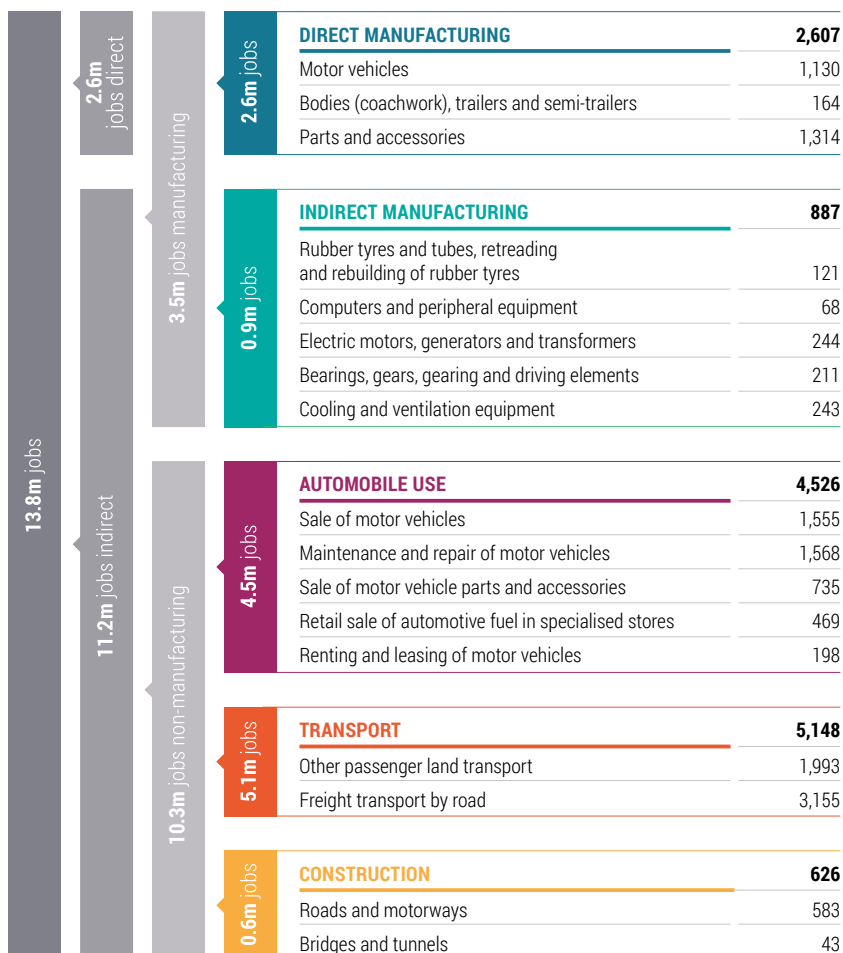 13.8m jobs
2.6m
jobs direct
11.2m jobs indirect
3.5m jobs manufacturing
10.3m jobs non-manufacturing
2.6m jobs
DIRECT MANUFACTURING 2,607
Motor vehicles 1,130
Bodies (coachwork), trailers and semi-trailers 164
Parts and accessories 1,314
0.9m jobs
INDIRECT MANUFACTURING 887
Rubber tyres and tubes, retreading
and rebuilding of rubber tyres 121
Computers and peripheral equipment 68
Electric motors, generators and transformers 244
Bearings, gears, gearing and driving elements 211
Cooling and ventilation equipment 243
4.5m jobs
AUTOMOBILE USE 4,526
Sale of motor vehicles 1,555
Maintenance and repair of motor vehicles 1,568
Sale of motor vehicle parts and accessories 735
Retail sale of automotive fuel in specialised stores 469
Renting and leasing of motor vehicles 198
5.1m jobs
TRANSPORT 5,148
Other passenger land transport 1,993
Freight transport by road 3,155
0.6m jobs
CONSTRUCTION 626
Roads and motorways 583
Bridges and tunnels 43